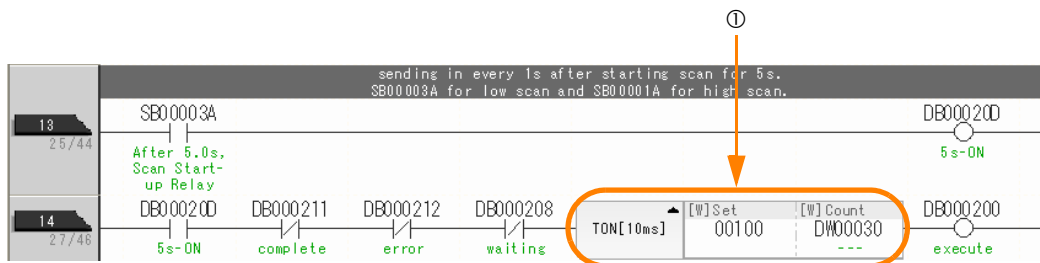 ①
sending in every 1s after starting scan for 5s.
SB00003A for low scan and SB00001A for high scan.
13
25/44
SB00003A
After 5.0s,
Scan Start-
up Relay
DB00020D
5s-ON
14
27/46
DB00020D
5s-ON
DB000211
complete
DB000212
error
DB000208
waiting
TON[10ms]
[W]Set
00100
[W]Count
DW00030
---
DB000200
execute